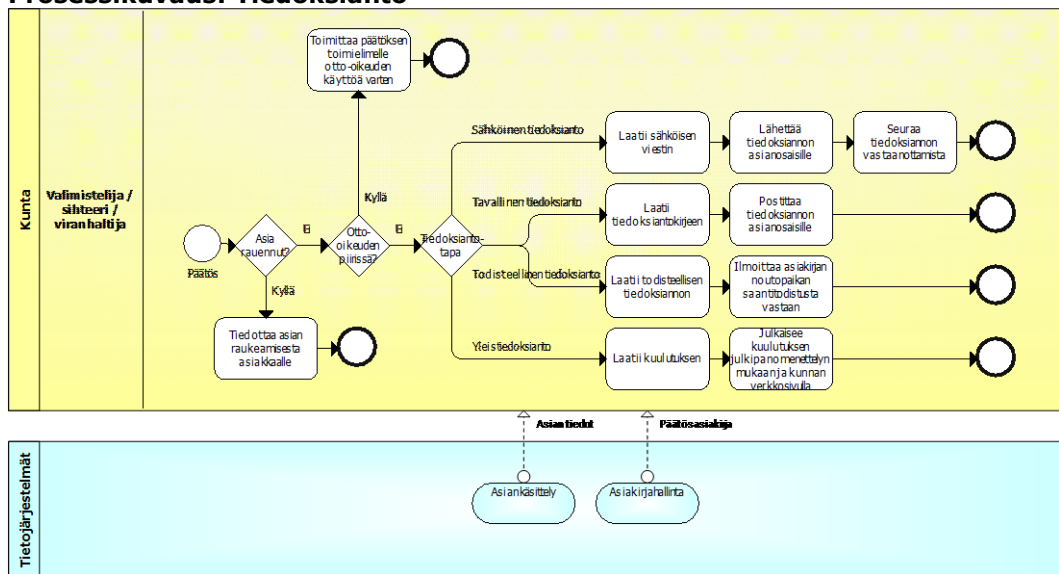 Prosessikuvaus: Tiedoksianto
Kunta
Valmistelija /
sihteeri /
viranhaltija
Toimittaa päätöksen
toimielimelle
otto-oikeuden
käyttöä varten
Kyllä
Päätös
Asia
rauennut?
Ei
Otto-
oikeuden
piirissä?
Ei
Tiedoksianto-
tapa
Kyllä
Tiedottaa asian
raukeamisesta
asiakkaalle
Sähköinen tiedoksianto
Laatii sähköisen
viestin
Lähettää
tiedoksiannon
asianosaisille
Seuraa
tiedoksiannon
vastaanottamista
Tavallinen tiedoksianto
Laatii
tiedoksiantokirjeen
Postittaa
tiedoksiannon
asianosaisille
Todisteellinen tiedoksianto
Laatii todisteellisen
tiedoksiannon
Ilmoittaa asiakirjan
noutopaikan
saantitodistusta
vastaan
Yleistiedoksianto
Laatii kuulutuksen
Julkaisee
kuulutuksen
julkipanomenettelyn
mukaan ja kunnan
verkkosivulla
Asian tiedot
Päätösasiakirja
Tietojärjestelmät
Asiankäsittely
Asiakirjahallinta